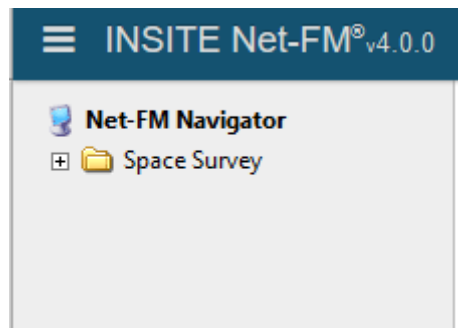 INSITE Net-FM®v4.0.0
Net-FM Navigator
Space Survey